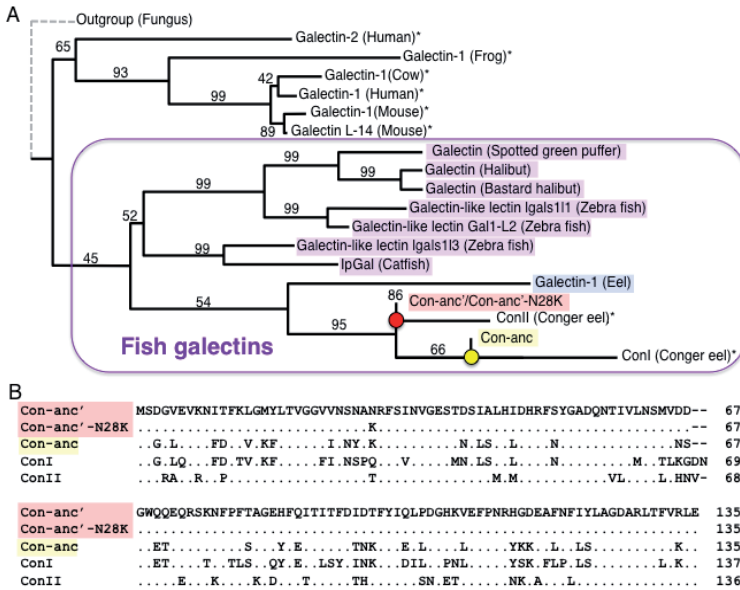 A
Outgroup (Fungus)
65
Galectin-2 (Human)*
Galectin-1 (Frog)*
93
42
Galectin-1(Cow)*
99
Galectin-1 (Human)*
Galectin-1(Mouse)*
89
Galectin L-14 (Mouse)*
99
Galectin (Spotted green puffer)
99
Galectin (Halibut)
99
Galectin (Bastard halibut)
99
Galectin-like lectin lgals1l1 (Zebra fish)
Galectin-like lectin Gal1-L2 (Zebra fish)
52
99
Galectin-like lectin lgals1l3 (Zebra fish)
45
IpGal (Catfish)
54
Galectin-1 (Eel)
86
Con-anc'/Con-anc'-N28K
ConII (Conger eel)*
95
Con-anc
66
ConI (Conger eel)*
Fish galectins
B
Con-anc' MSDGVEVKNITFKLGMYLTVGGVVNSNANRFSINVGESTDSIALHIDHRFSYGADQNTIVLNSMVDD-- 67
Con-anc'-N28K ............................K......................................-- 67
Con-anc ..G.L....FD..V.KF......I.NY.K..........N.LS..L....N..............NS-- 67
ConI ..G.LQ...FD.TV.KF.....FI.NSPQ...V.....MN.LS..L....N.........M..TLKGDN 69
ConII ...RA..R..P.................T..............M.M...........VL.....L.HNV- 68
Con-anc' GWQQEQRSKNFPFTAGEHFQITITFDIDTFYIQLPDGHKVEFPNRHGDEAFNFIYLAGDARLTFVRLE 135
Con-anc'-N28K .................................................................... 135
Con-anc ..ET.........S...Y.E......TNK...E.L....L.....YKK..L..LS..........K.. 135
ConI ..ET....T..TLS..QY.E..LSY.INK...DIL..PNL.....YSK.FLP.LS........L.K.. 137
ConII .....E...K....K.D..T.....TH......SN.ET......NK.A...L............... 136